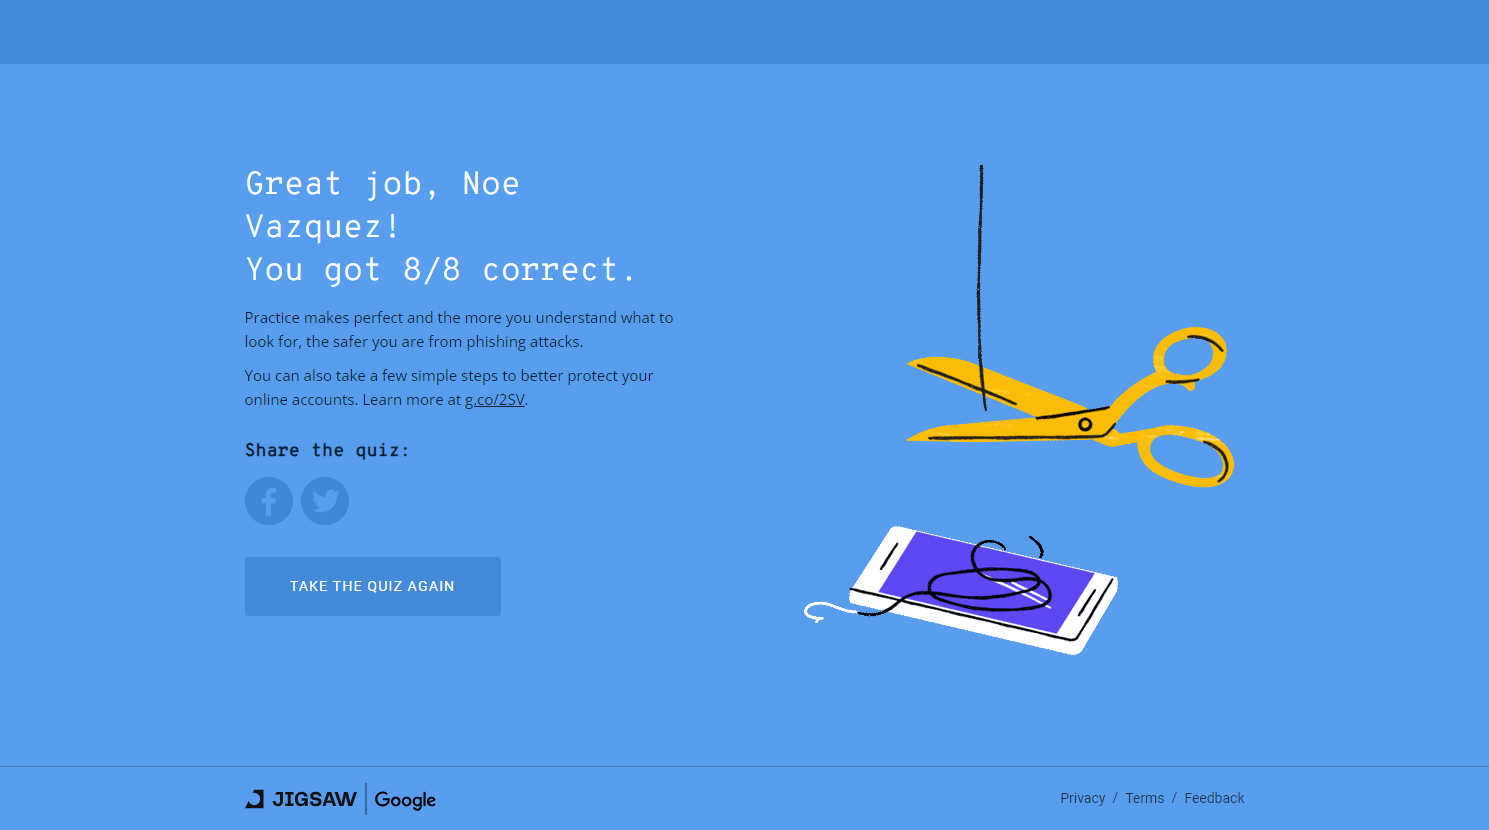 Great job, Noe
Vazquez!
You got 8/8 correct.
Practice makes perfect and the more you understand what to
look for, the safer you are from phishing attacks.
You can also take a few simple steps to better protect your
online accounts. Learn more at g.co/2SV.
Share the quiz:
TAKE THE QUIZ AGAIN
JIGSAW | Google
Privacy / Terms / Feedback